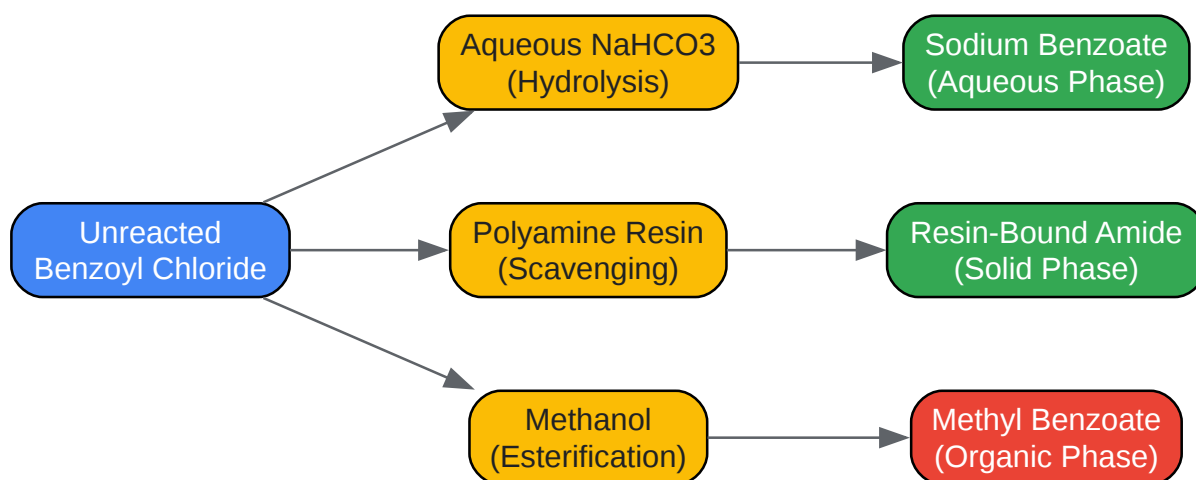 Aqueous NaHCO3
(Hydrolysis)
Sodium Benzoate
(Aqueous Phase)
Unreacted
Benzoyl Chloride
Polyamine Resin
(Scavenging)
Resin-Bound Amide
(Solid Phase)
Methanol
(Esterification)
Methyl Benzoate
(Organic Phase)